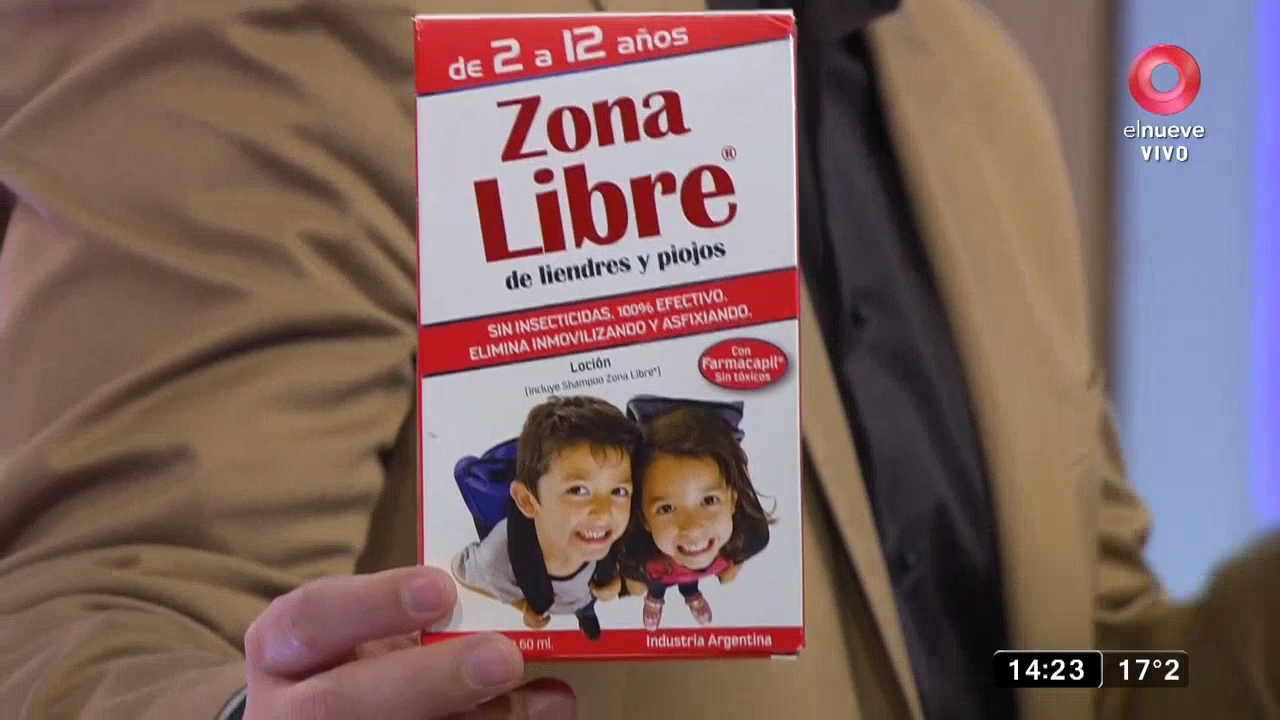 de 2 a 12 años
Zona
Libre®
de liendres y piojos
SIN INSECTICIDAS. 100% EFECTIVO.
ELIMINA INMOVILIZANDO Y ASFIXIANDO.
Loción
(Incluye Shampoo Zona Libre®)
Con
Farmacapil®
Sin tóxicos
60 ml.
Industria Argentina
elnueve
VIVO
14:23
17°2